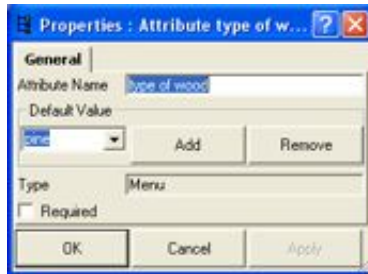 Properties : Attribute type of w...
General
Attribute Name type of wood
Default Value
pine Add Remove
Type Menu
Required
OK Cancel Apply